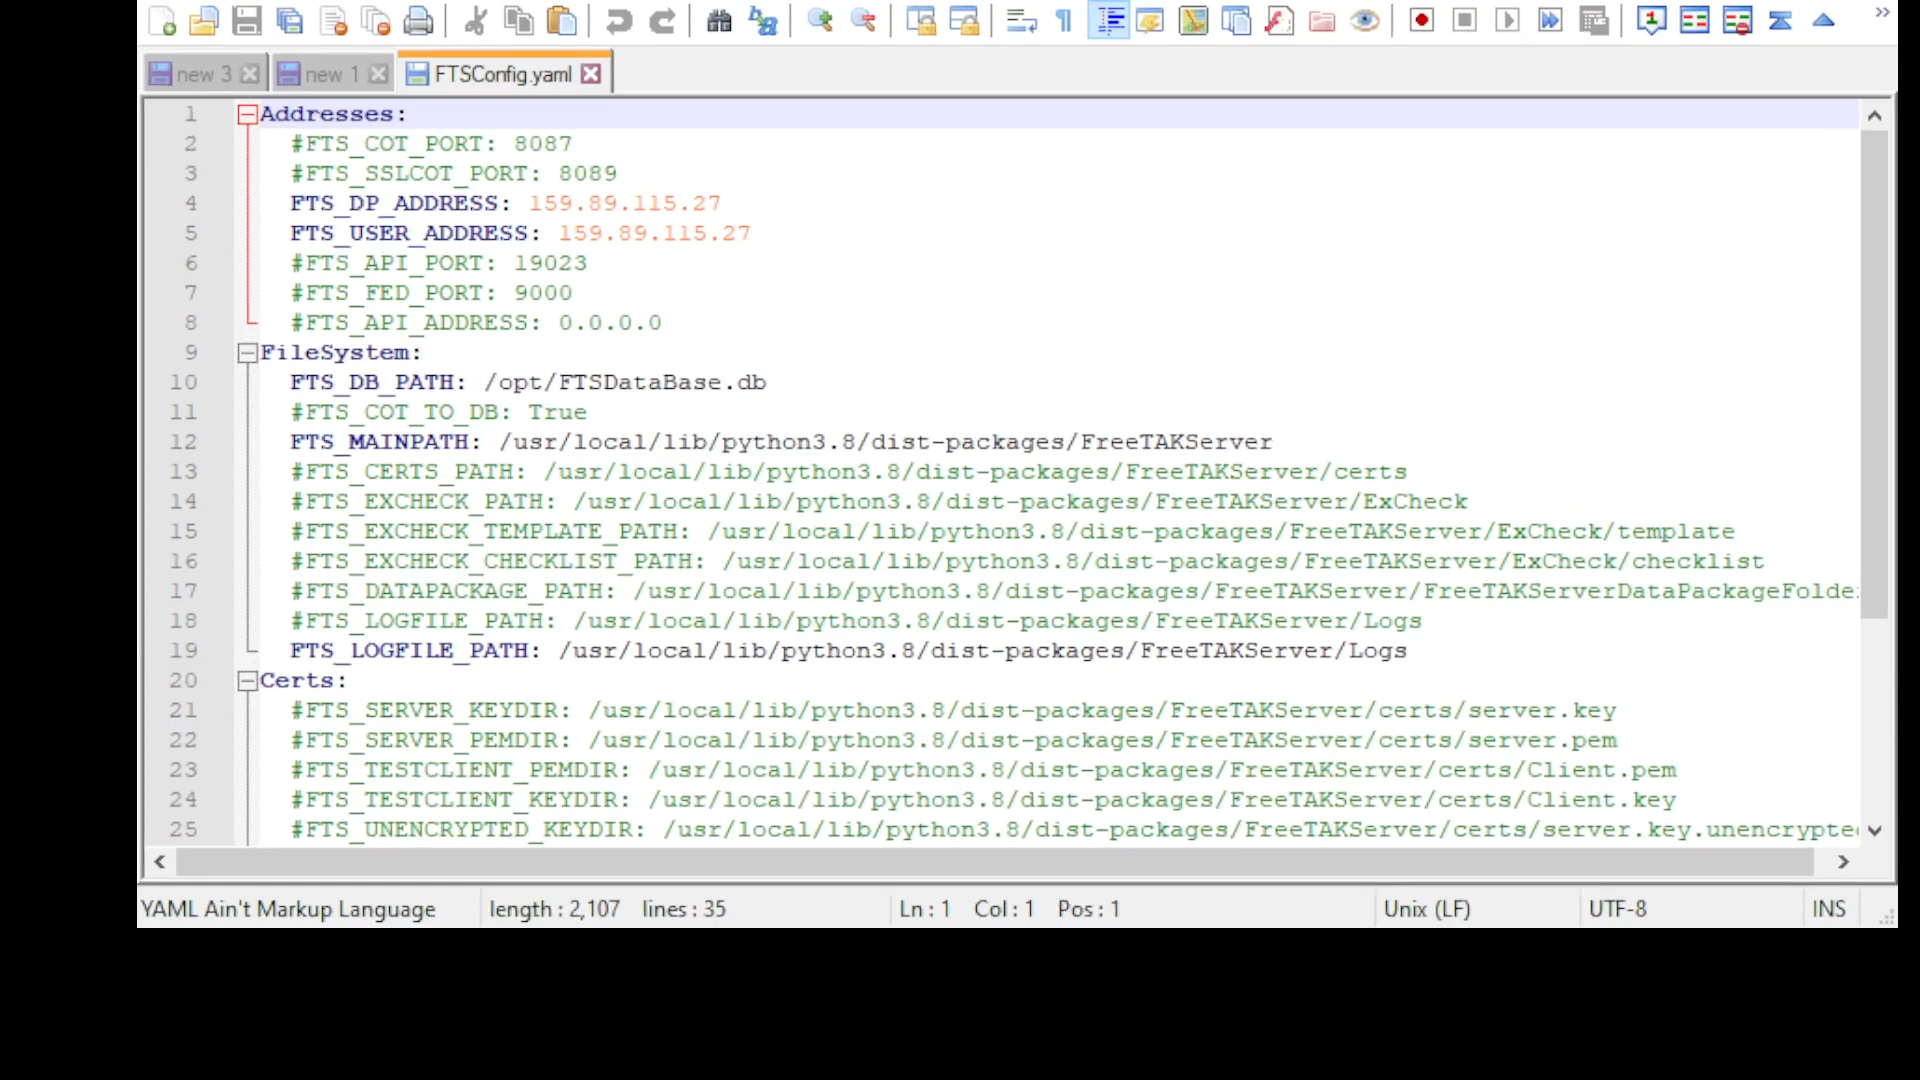 new 3
new 1
FTSConfig.yaml
1 Addresses:
2 #FTS_COT_PORT: 8087
3 #FTS_SSLCOT_PORT: 8089
4 FTS_DP_ADDRESS: 159.89.115.27
5 FTS_USER_ADDRESS: 159.89.115.27
6 #FTS_API_PORT: 19023
7 #FTS_FED_PORT: 9000
8 #FTS_API_ADDRESS: 0.0.0.0
9 FileSystem:
10 FTS_DB_PATH: /opt/FTSDataBase.db
11 #FTS_COT_TO_DB: True
12 FTS_MAINPATH: /usr/local/lib/python3.8/dist-packages/FreeTAKServer
13 #FTS_CERTS_PATH: /usr/local/lib/python3.8/dist-packages/FreeTAKServer/certs
14 #FTS_EXCHECK_PATH: /usr/local/lib/python3.8/dist-packages/FreeTAKServer/ExCheck
15 #FTS_EXCHECK_TEMPLATE_PATH: /usr/local/lib/python3.8/dist-packages/FreeTAKServer/ExCheck/template
16 #FTS_EXCHECK_CHECKLIST_PATH: /usr/local/lib/python3.8/dist-packages/FreeTAKServer/ExCheck/checklist
17 #FTS_DATAPACKAGE_PATH: /usr/local/lib/python3.8/dist-packages/FreeTAKServer/FreeTAKServerDataPackageFolde
18 #FTS_LOGFILE_PATH: /usr/local/lib/python3.8/dist-packages/FreeTAKServer/Logs
19 FTS_LOGFILE_PATH: /usr/local/lib/python3.8/dist-packages/FreeTAKServer/Logs
20 Certs:
21 #FTS_SERVER_KEYDIR: /usr/local/lib/python3.8/dist-packages/FreeTAKServer/certs/server.key
22 #FTS_SERVER_PEMDIR: /usr/local/lib/python3.8/dist-packages/FreeTAKServer/certs/server.pem
23 #FTS_TESTCLIENT_PEMDIR: /usr/local/lib/python3.8/dist-packages/FreeTAKServer/certs/Client.pem
24 #FTS_TESTCLIENT_KEYDIR: /usr/local/lib/python3.8/dist-packages/FreeTAKServer/certs/Client.key
25 #FTS_UNENCRYPTED_KEYDIR: /usr/local/lib/python3.8/dist-packages/FreeTAKServer/certs/server.key.unencrypte
YAML Ain't Markup Language length : 2,107 lines : 35 Ln : 1 Col : 1 Pos : 1 Unix (LF) UTF-8 INS